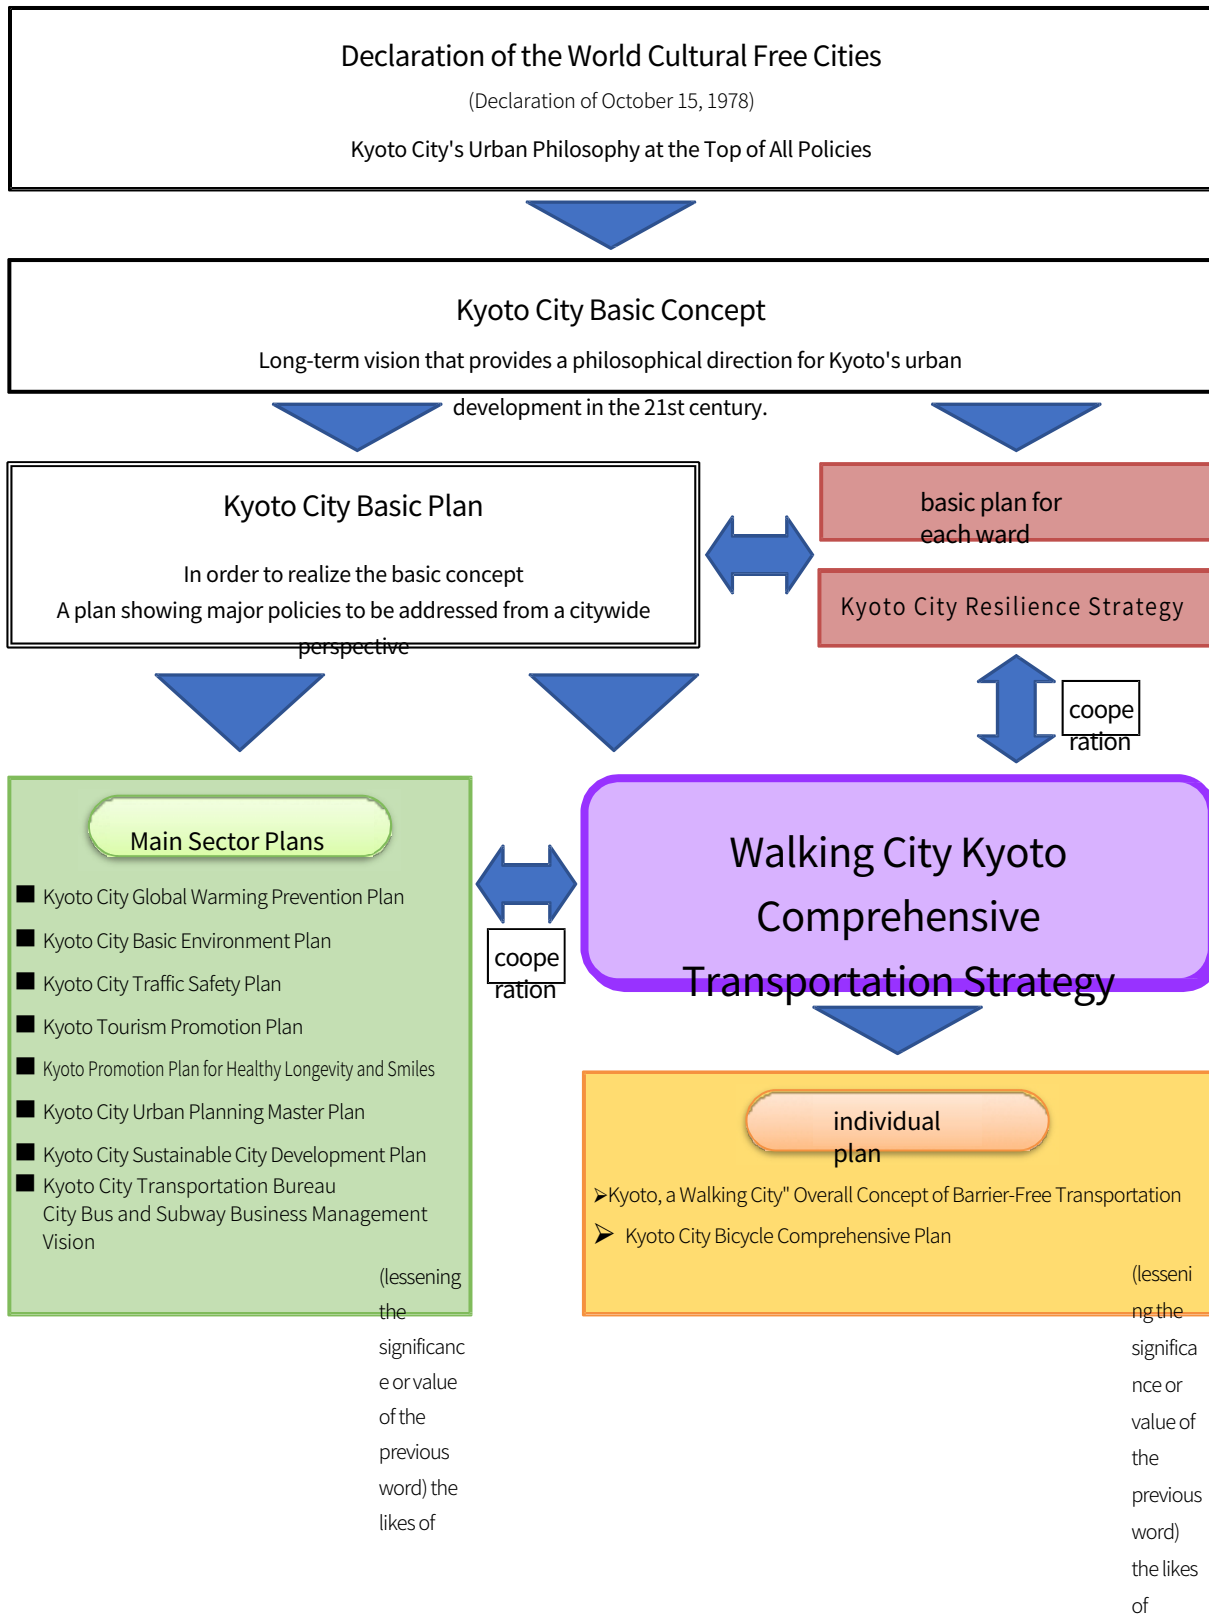 Declaration of the World Cultural Free Cities
(Declaration of October 15, 1978)
Kyoto City's Urban Philosophy at the Top of All Policies
Kyoto City Basic Concept
Long-term vision that provides a philosophical direction for Kyoto's urban
development in the 21st century.
Kyoto City Basic Plan
In order to realize the basic concept
A plan showing major policies to be addressed from a citywide
perspective
basic plan for
each ward
Kyoto City Resilience Strategy
coope
ration
Main Sector Plans
■ Kyoto City Global Warming Prevention Plan
■ Kyoto City Basic Environment Plan
■ Kyoto City Traffic Safety Plan
■ Kyoto Tourism Promotion Plan
■ Kyoto Promotion Plan for Healthy Longevity and Smiles
■ Kyoto City Urban Planning Master Plan
■ Kyoto City Sustainable City Development Plan
■ Kyoto City Transportation Bureau
City Bus and Subway Business Management
Vision
(lessening
the
significanc
e or value
of the
previous
word) the
likes of
coope
ration
Walking City Kyoto
Comprehensive
Transportation Strategy
individual
plan
➢Kyoto, a Walking City" Overall Concept of Barrier-Free Transportation
➢ Kyoto City Bicycle Comprehensive Plan
(lesseni
ng the
significa
nce or
value of
the
previous
word)
the likes
of